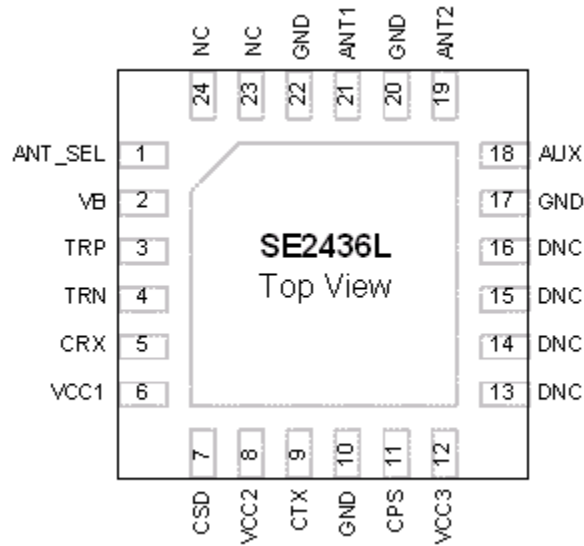 NC NC GND ANT1 GND ANT2
24 23 22 21 20 19
ANT_SEL 1
VB 2
TRP 3
TRN 4
CRX 5
VCC1 6
SE2436L
Top View
18 AUX
17 GND
16 DNC
15 DNC
14 DNC
13 DNC
7 8 9 10 11 12
CSD VCC2 CTX GND CPS VCC3